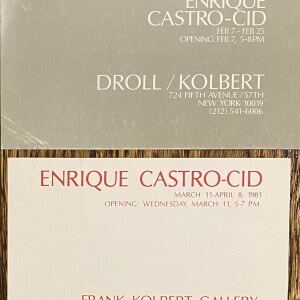 ENRIQUE
CASTRO-CID
FEB 7 - FEB 25
OPENING: FEB 7, 5-8PM
DROLL / KOLBERT
724 FIFTH AVENUE / 57TH
NEW YORK 10019
(212) 541-6006
ENRIQUE CASTRO-CID
MARCH 11-APRIL 8, 1981
OPENING: WEDNESDAY, MARCH 11, 5-7 P.M.
FRANK KOLBERT GALLERY